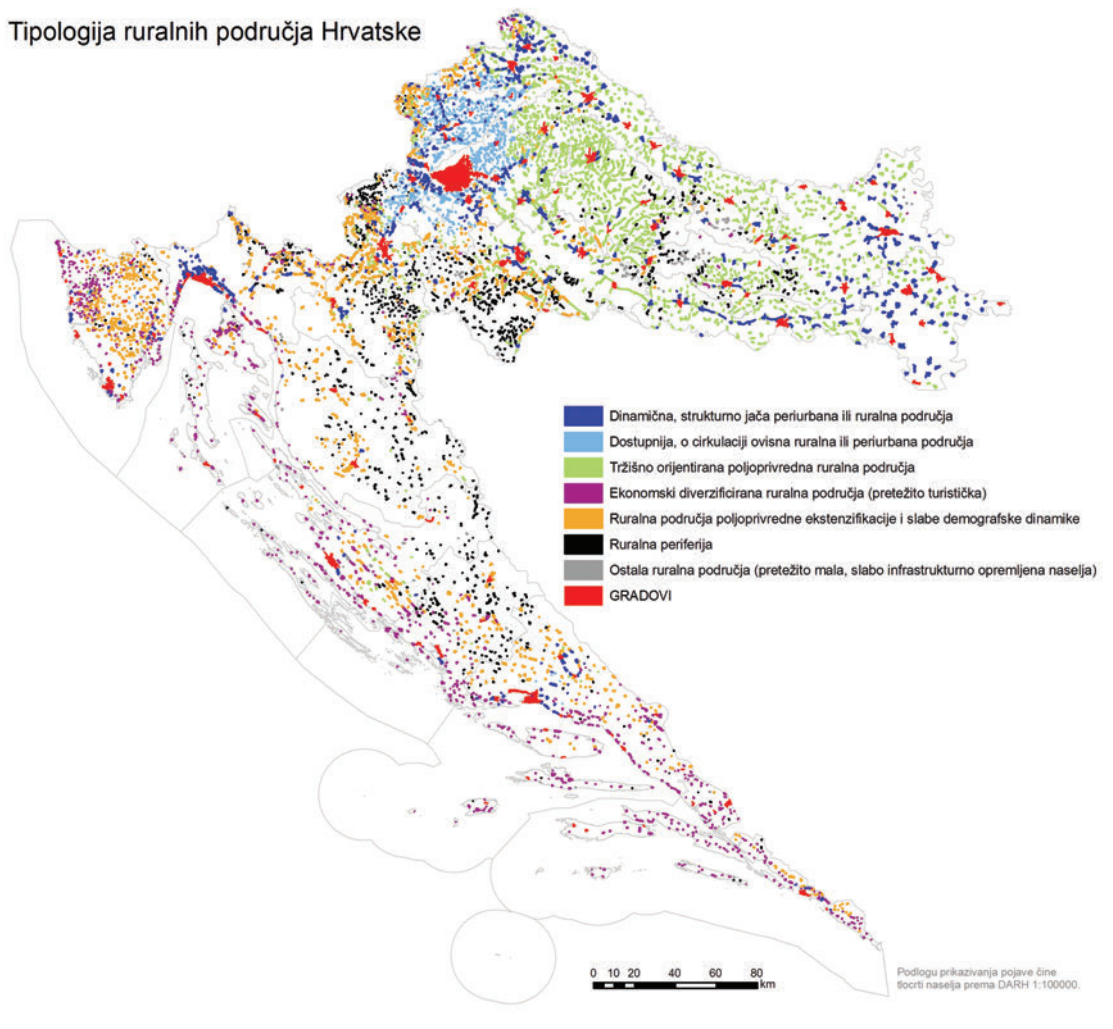 Tipologija ruralnih područja Hrvatske
Dinamična, strukturno jača periurbana ili ruralna područja
Dostupnija, o cirkulaciji ovisna ruralna ili periurbana područja
Tržišno orijentirana poljoprivredna ruralna područja
Ekonomski diverzificirana ruralna područja (pretežito turistička)
Ruralna područja poljoprivredne ekstenzifikacije i slabe demografske dinamike
Ruralna periferija
Ostala ruralna područja (pretežito mala, slabo infrastrukturno opremljena naselja)
GRADOVI
0 10 20 40 60 80
km
Podlogu prikazivanja pojave čine
tlocrti naselja prema DARH 1:100000.